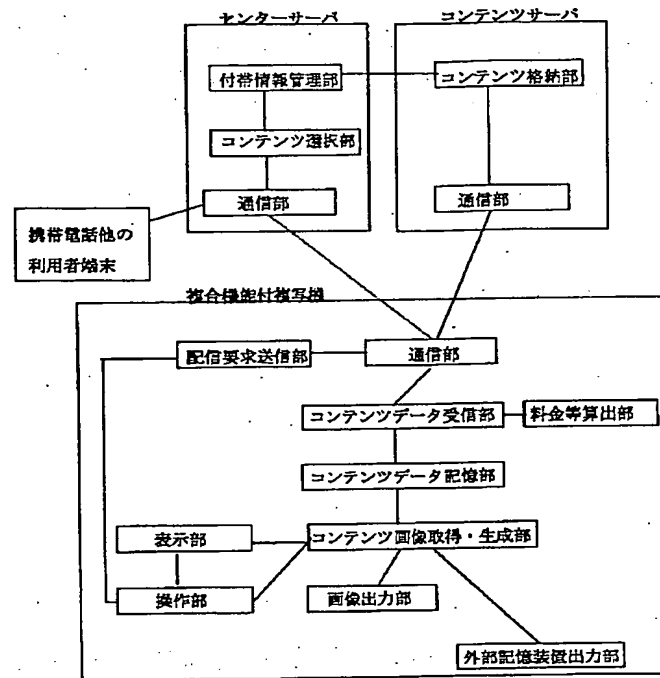 センターサーバ
コンテンツサーバ
付帯情報管理部
コンテンツ格納部
コンテンツ選択部
通信部
通信部
携帯電話他の
利用者端末
複合機能付複写機
配信要求送信部
通信部
コンテンツデータ受信部
料金等算出部
コンテンツデータ記憶部
コンテンツ画像取得・生成部
表示部
操作部
画像出力部
外部記憶装置出力部